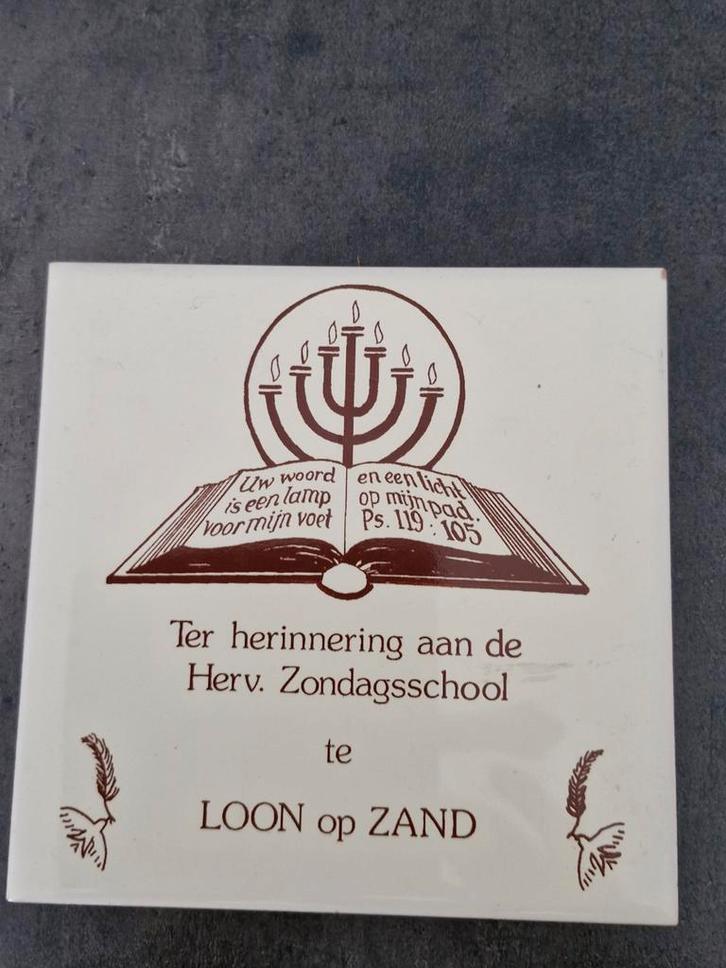 Uw woord
is een lamp
voor mijn voet
en een licht
op mijn pad.
Ps. 119 : 105
Ter herinnering aan de
Herv. Zondagsschool
te
LOON op ZAND